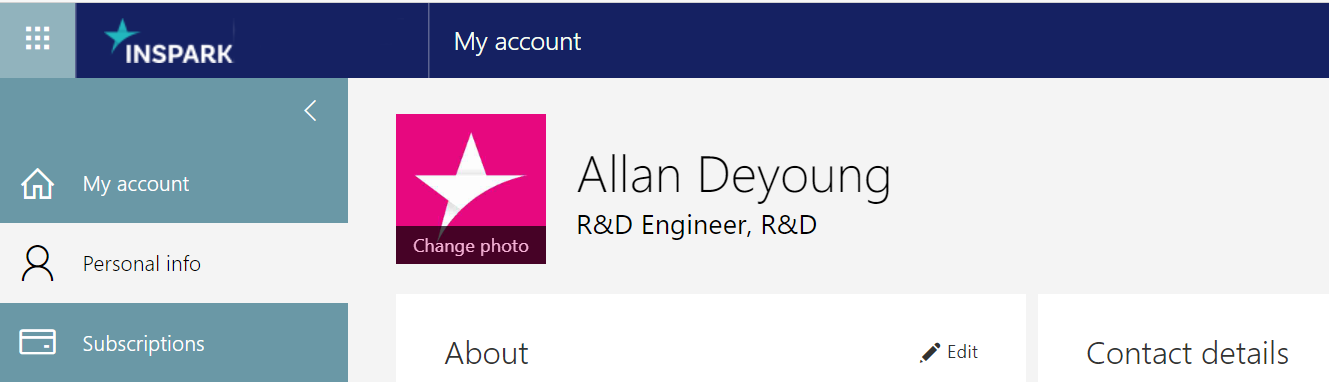 INSPARK
My account
My account
Personal info
Subscriptions
Change photo
Allan Deyoung
R&D Engineer, R&D
About
Edit
Contact details